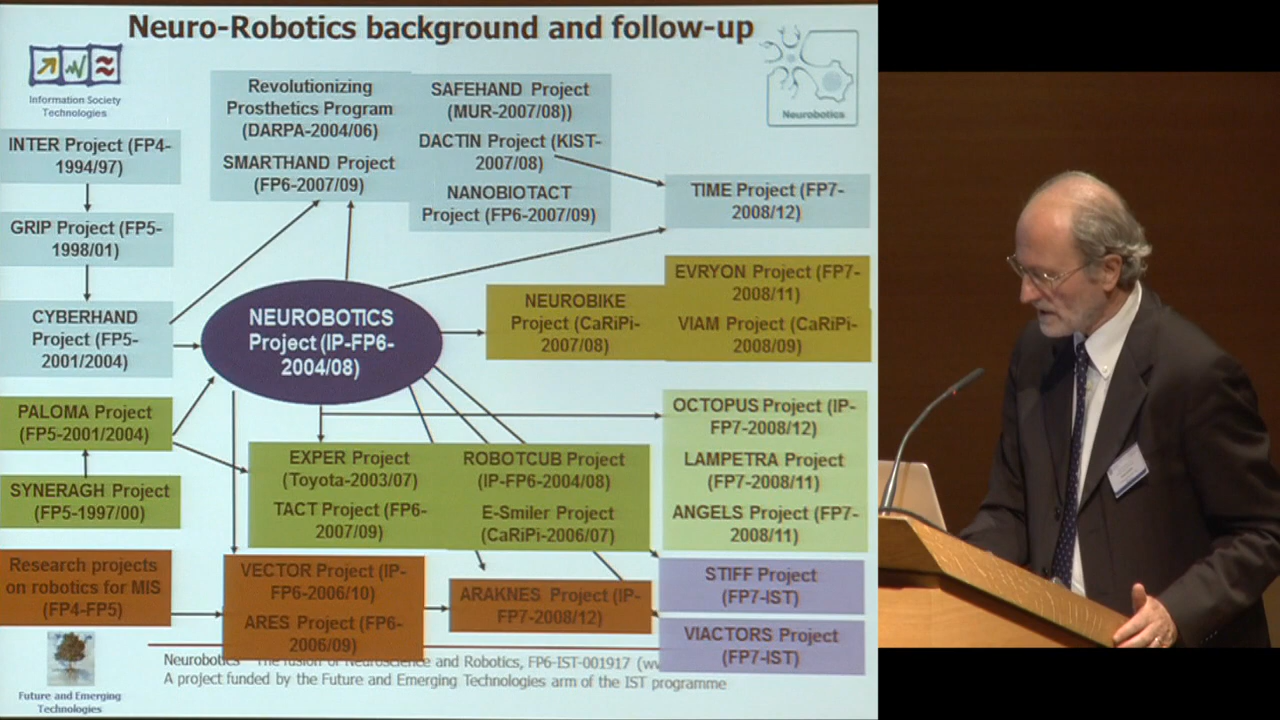 Neuro-Robotics background and follow-up
Information Society
Technologies
Neurobotics
Revolutionizing
Prosthetics Program
(DARPA-2004/06)
SMARTHAND Project
(FP6-2007/09)
SAFEHAND Project
(MUR-2007/08))
DACTIN Project (KIST-
2007/08)
NANOBIOTACT
Project (FP6-2007/09)
INTER Project (FP4-
1994/97)
TIME Project (FP7-
2008/12)
GRIP Project (FP5-
1998/01)
CYBERHAND
Project (FP5-
2001/2004)
NEUROBOTICS
Project (IP-FP6-
2004/08)
NEUROBIKE
Project (CaRiPi-
2007/08)
EVRYON Project (FP7-
2008/11)
VIAM Project (CaRiPi-
2008/09)
PALOMA Project
(FP5-2001/2004)
SYNERAGH Project
(FP5-1997/00)
EXPER Project
(Toyota-2003/07)
TACT Project (FP6-
2007/09)
ROBOTCUB Project
(IP-FP6-2004/08)
E-Smiler Project
(CaRiPi-2006/07)
OCTOPUS Project (IP-
FP7-2008/12)
LAMPETRA Project
(FP7-2008/11)
ANGELS Project (FP7-
2008/11)
Research projects
on robotics for MIS
(FP4-FP5)
VECTOR Project (IP-
FP6-2006/10)
ARES Project (FP6-
2006/09)
ARAKNES Project (IP-
FP7-2008/12)
STIFF Project
(FP7-IST)
VIACTORS Project
(FP7-IST)
Neurobotics The fusion of Neuroscience and Robotics, FP6-IST-001917 (
A project funded by the Future and Emerging Technologies arm of the IST programme
Future and Emerging
Technologies